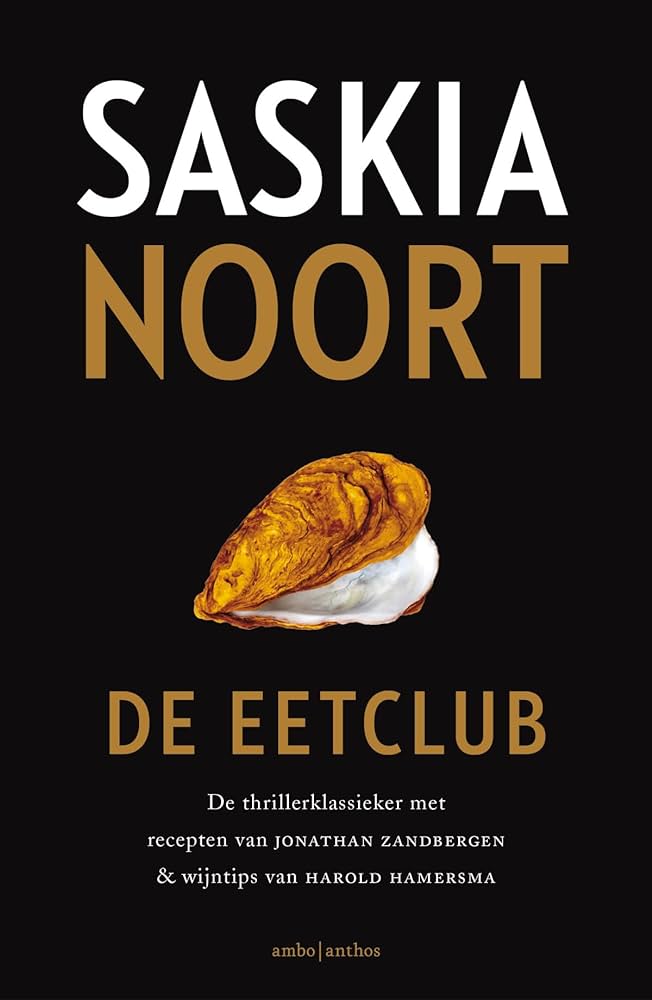 SASKIA
NOORT
DE EETCLUB
De thrillerklassieker met
recepten van JONATHAN ZANDBERGEN
& wijntips van HAROLD HAMERSMA
ambo|anthos